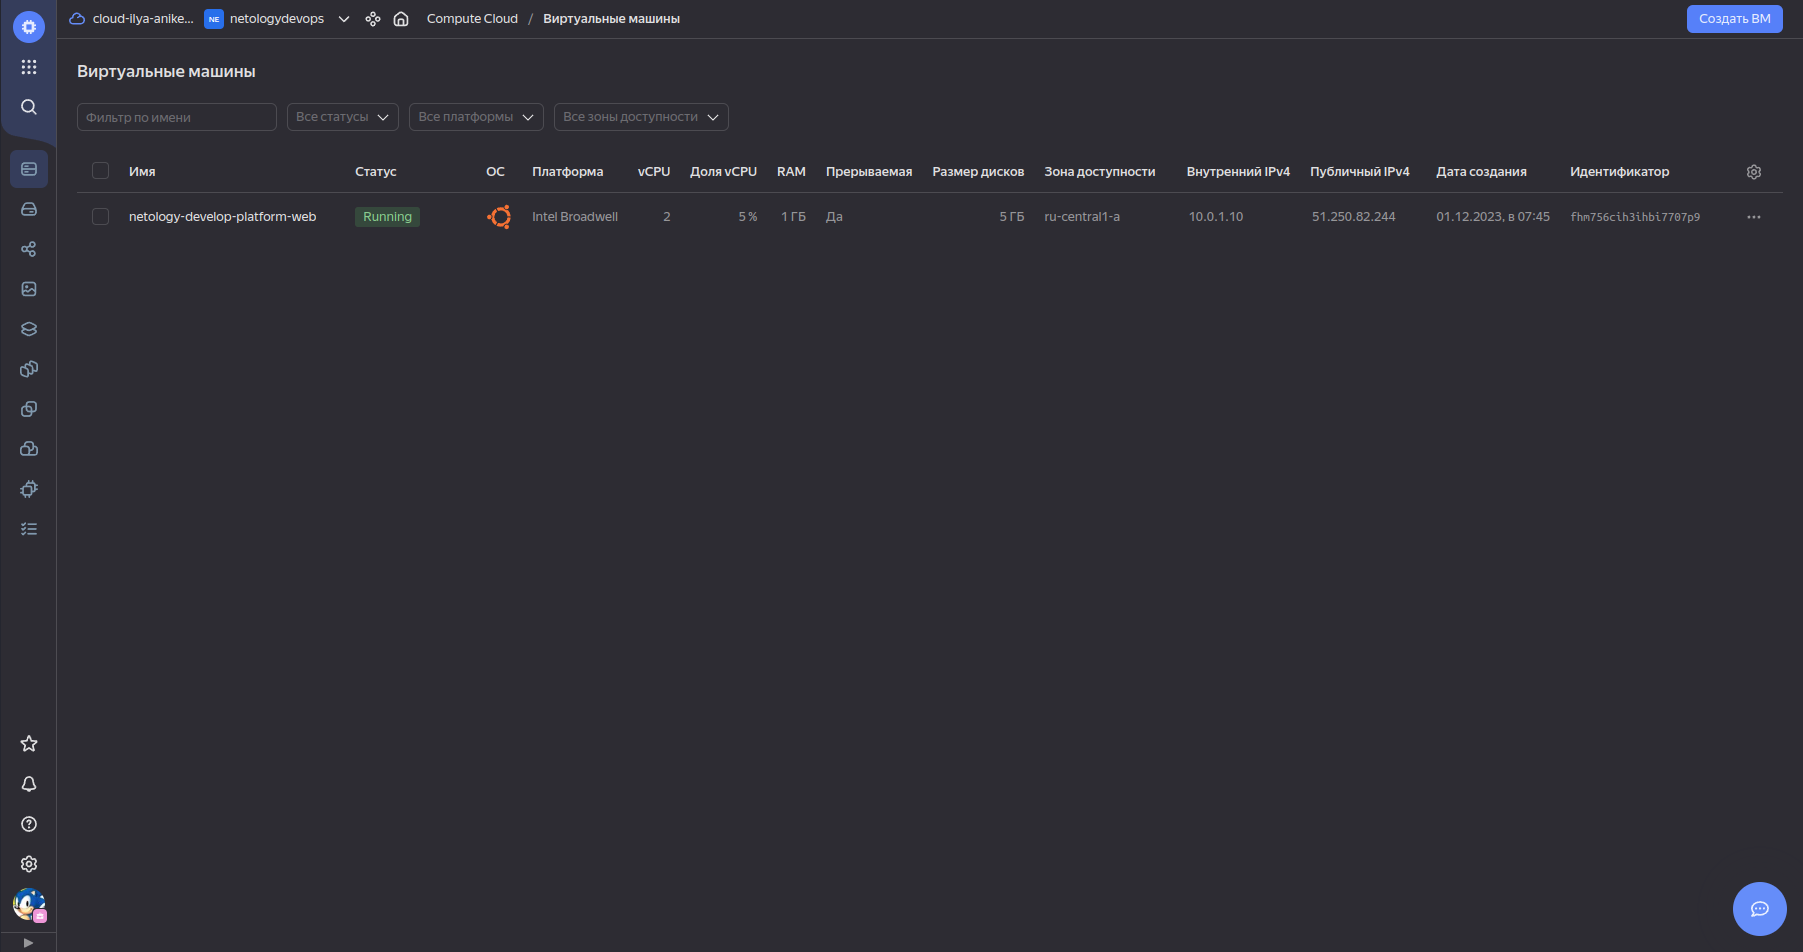 cloud-ilya-anike... NE netologydevops Compute Cloud / Виртуальные машины Создать ВМ
Виртуальные машины
Фильтр по имени Все статусы Все платформы Все зоны доступности
Имя Статус ОС Платформа vCPU Доля vCPU RAM Прерываемая Размер дисков Зона доступности Внутренний IPv4 Публичный IPv4 Дата создания Идентификатор
netology-develop-platform-web Running Intel Broadwell 2 5 % 1 ГБ Да 5 ГБ ru-central1-a 10.0.1.10 51.250.82.244 01.12.2023, в 07:45 fhm756cih3ihbi7707p9